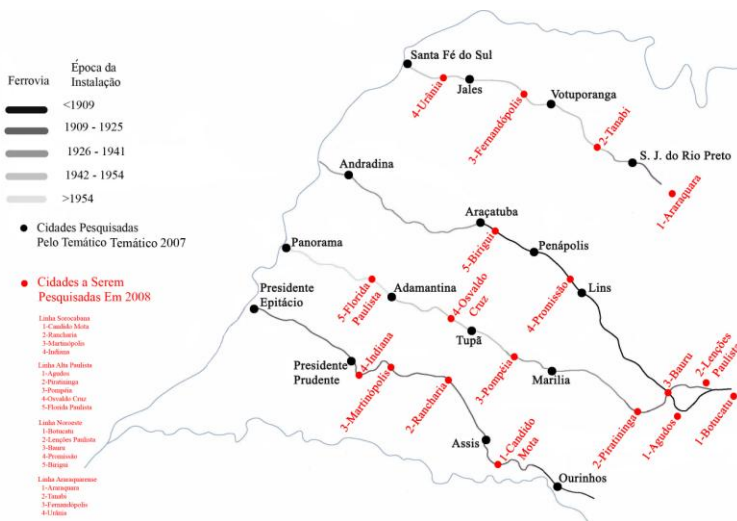 Ferrovia
Época da
Instalação
<1909
1909 - 1925
1926 - 1941
1942 - 1954
>1954
Cidades Pesquisadas
Pelo Temático Temático 2007
Cidades a Serem
Pesquisadas Em 2008
Linha Sorocabana
1-Candido Mota
2-Rancharia
3-Martinópolis
4-Indiana
Linha Alta Paulista
1-Agudos
2-Piratininga
3-Pompéia
4-Osvaldo Cruz
5-Florida Paulista
Linha Noroeste
1-Botucatu
2-Lençóes Paulista
3-Bauru
4-Promissão
5-Birigui
Linha Araraquarense
1-Araraquara
2-Tanabi
3-Fernandópolis
4-Urânia
Santa Fé do Sul
4-Urânia
Jales
3-Fernandópolis
Votuporanga
2-Tanabi
S. J. do Rio Preto
1-Araraquara
Andradina
Araçatuba
5-Birigui
Penápolis
4-Promissão
Lins
3-Bauru
2-Lenções
Paulista
1-Botucatu
Panorama
5-Florida
Paulista
Adamantina
4-Osvaldo
Cruz
Tupã
3-Pompéia
Marilia
2-Piratininga
1-Agudos
Presidente
Epitácio
Presidente
Prudente
4-Indiana
3-Martinópolis
2-Rancharia
Assis
1-Candido
Mota
Ourinhos